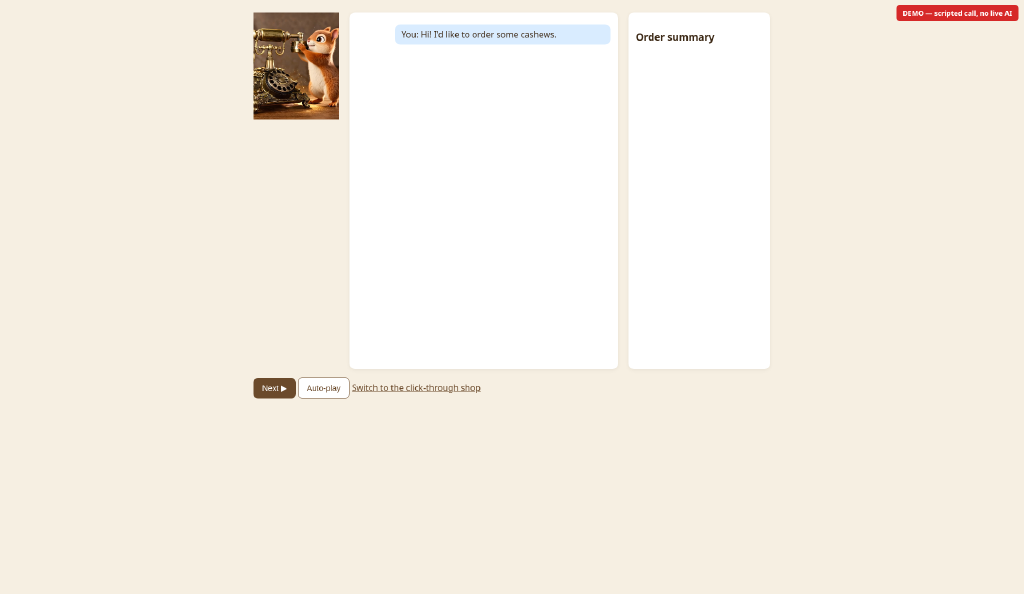 DEMO — scripted call, no live AI
You: Hi! I'd like to order some cashews.
Order summary
Next ▶
Auto-play
Switch to the click-through shop